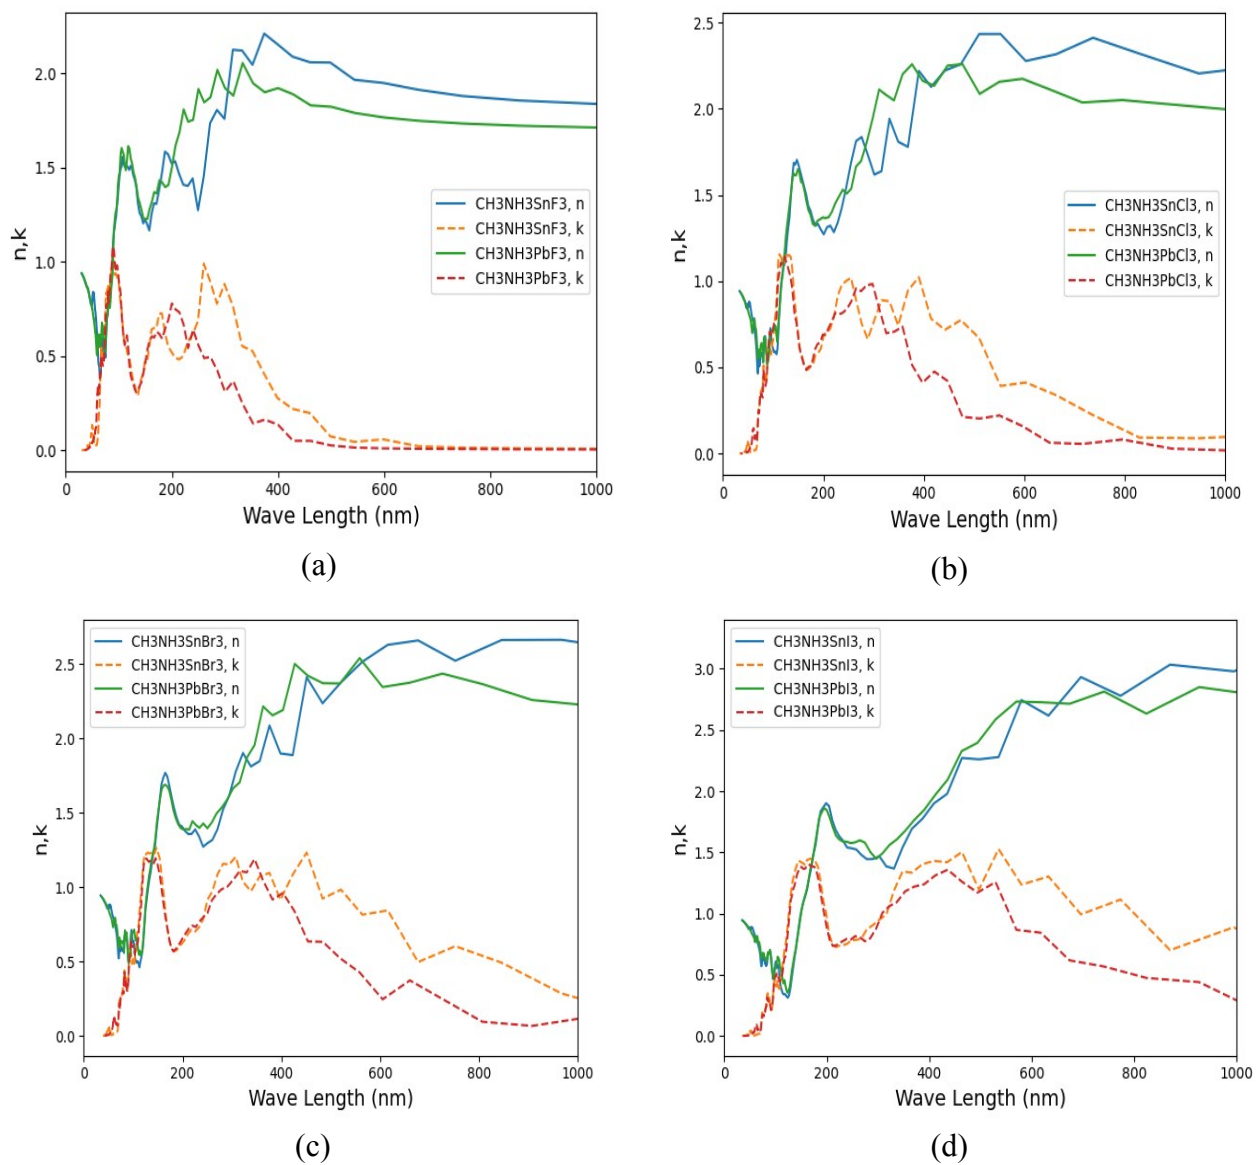 2.0
1.5
1.0
0.5
0.0
n,k
CH3NH3SnF3, n
CH3NH3SnF3, k
CH3NH3PbF3, n
CH3NH3PbF3, k
0 200 400 600 800 1000
Wave Length (nm)
(a)
2.5
2.0
1.5
1.0
0.5
0.0
n,k
CH3NH3SnCl3, n
CH3NH3SnCl3, k
CH3NH3PbCl3, n
CH3NH3PbCl3, k
0 200 400 600 800 1000
Wave Length (nm)
(b)
2.5
2.0
1.5
1.0
0.5
0.0
n,k
CH3NH3SnBr3, n
CH3NH3SnBr3, k
CH3NH3PbBr3, n
CH3NH3PbBr3, k
0 200 400 600 800 1000
Wave Length (nm)
(c)
3.0
2.5
2.0
1.5
1.0
0.5
0.0
n,k
CH3NH3SnI3, n
CH3NH3SnI3, k
CH3NH3PbI3, n
CH3NH3PbI3, k
0 200 400 600 800 1000
Wave Length (nm)
(d)